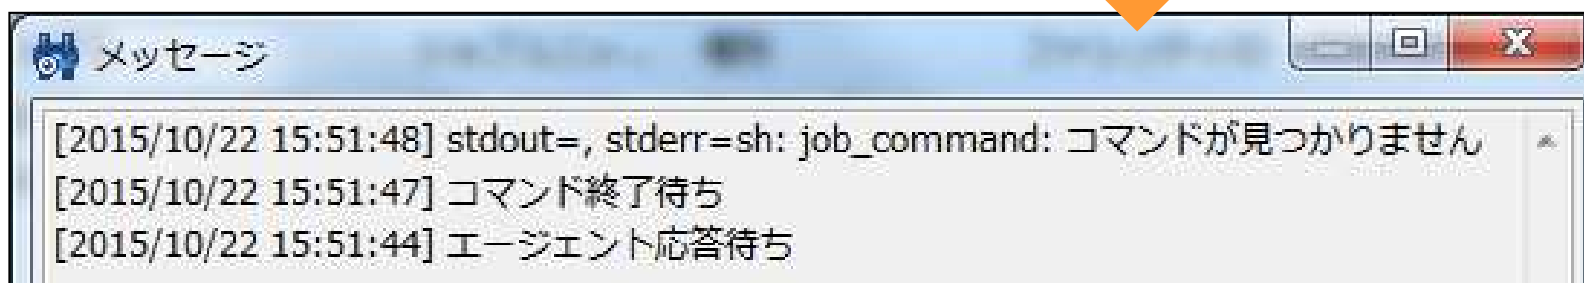 メッセージ
[2015/10/22 15:51:48] stdout=, stderr=sh: job_command: コマンドが見つかりません
[2015/10/22 15:51:47] コマンド終了待ち
[2015/10/22 15:51:44] エージェント応答待ち